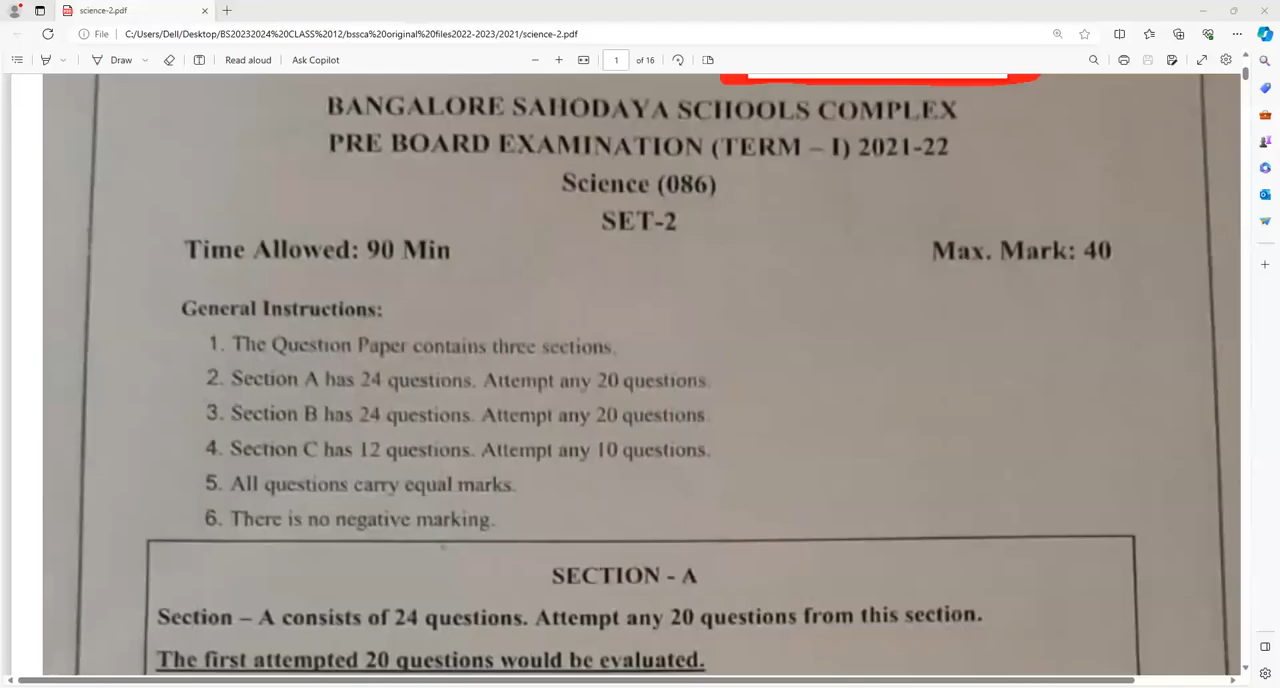 science-2.pdf
File
C:/Users/Dell/Desktop/BS20232024%20CLASS%2012/bssca%20original%20files2022-2023/2021/science-2.pdf
Draw
Read aloud
Ask Copilot
1
of 16
BANGALORE SAHODAYA SCHOOLS COMPLEX
PRE BOARD EXAMINATION (TERM – I) 2021-22
Science (086)
SET-2
Time Allowed: 90 Min
Max. Mark: 40
General Instructions:
1. The Question Paper contains three sections.
2. Section A has 24 questions. Attempt any 20 questions.
3. Section B has 24 questions. Attempt any 20 questions.
4. Section C has 12 questions. Attempt any 10 questions.
5. All questions carry equal marks.
6. There is no negative marking.
SECTION - A
Section – A consists of 24 questions. Attempt any 20 questions from this section.
The first attempted 20 questions would be evaluated.